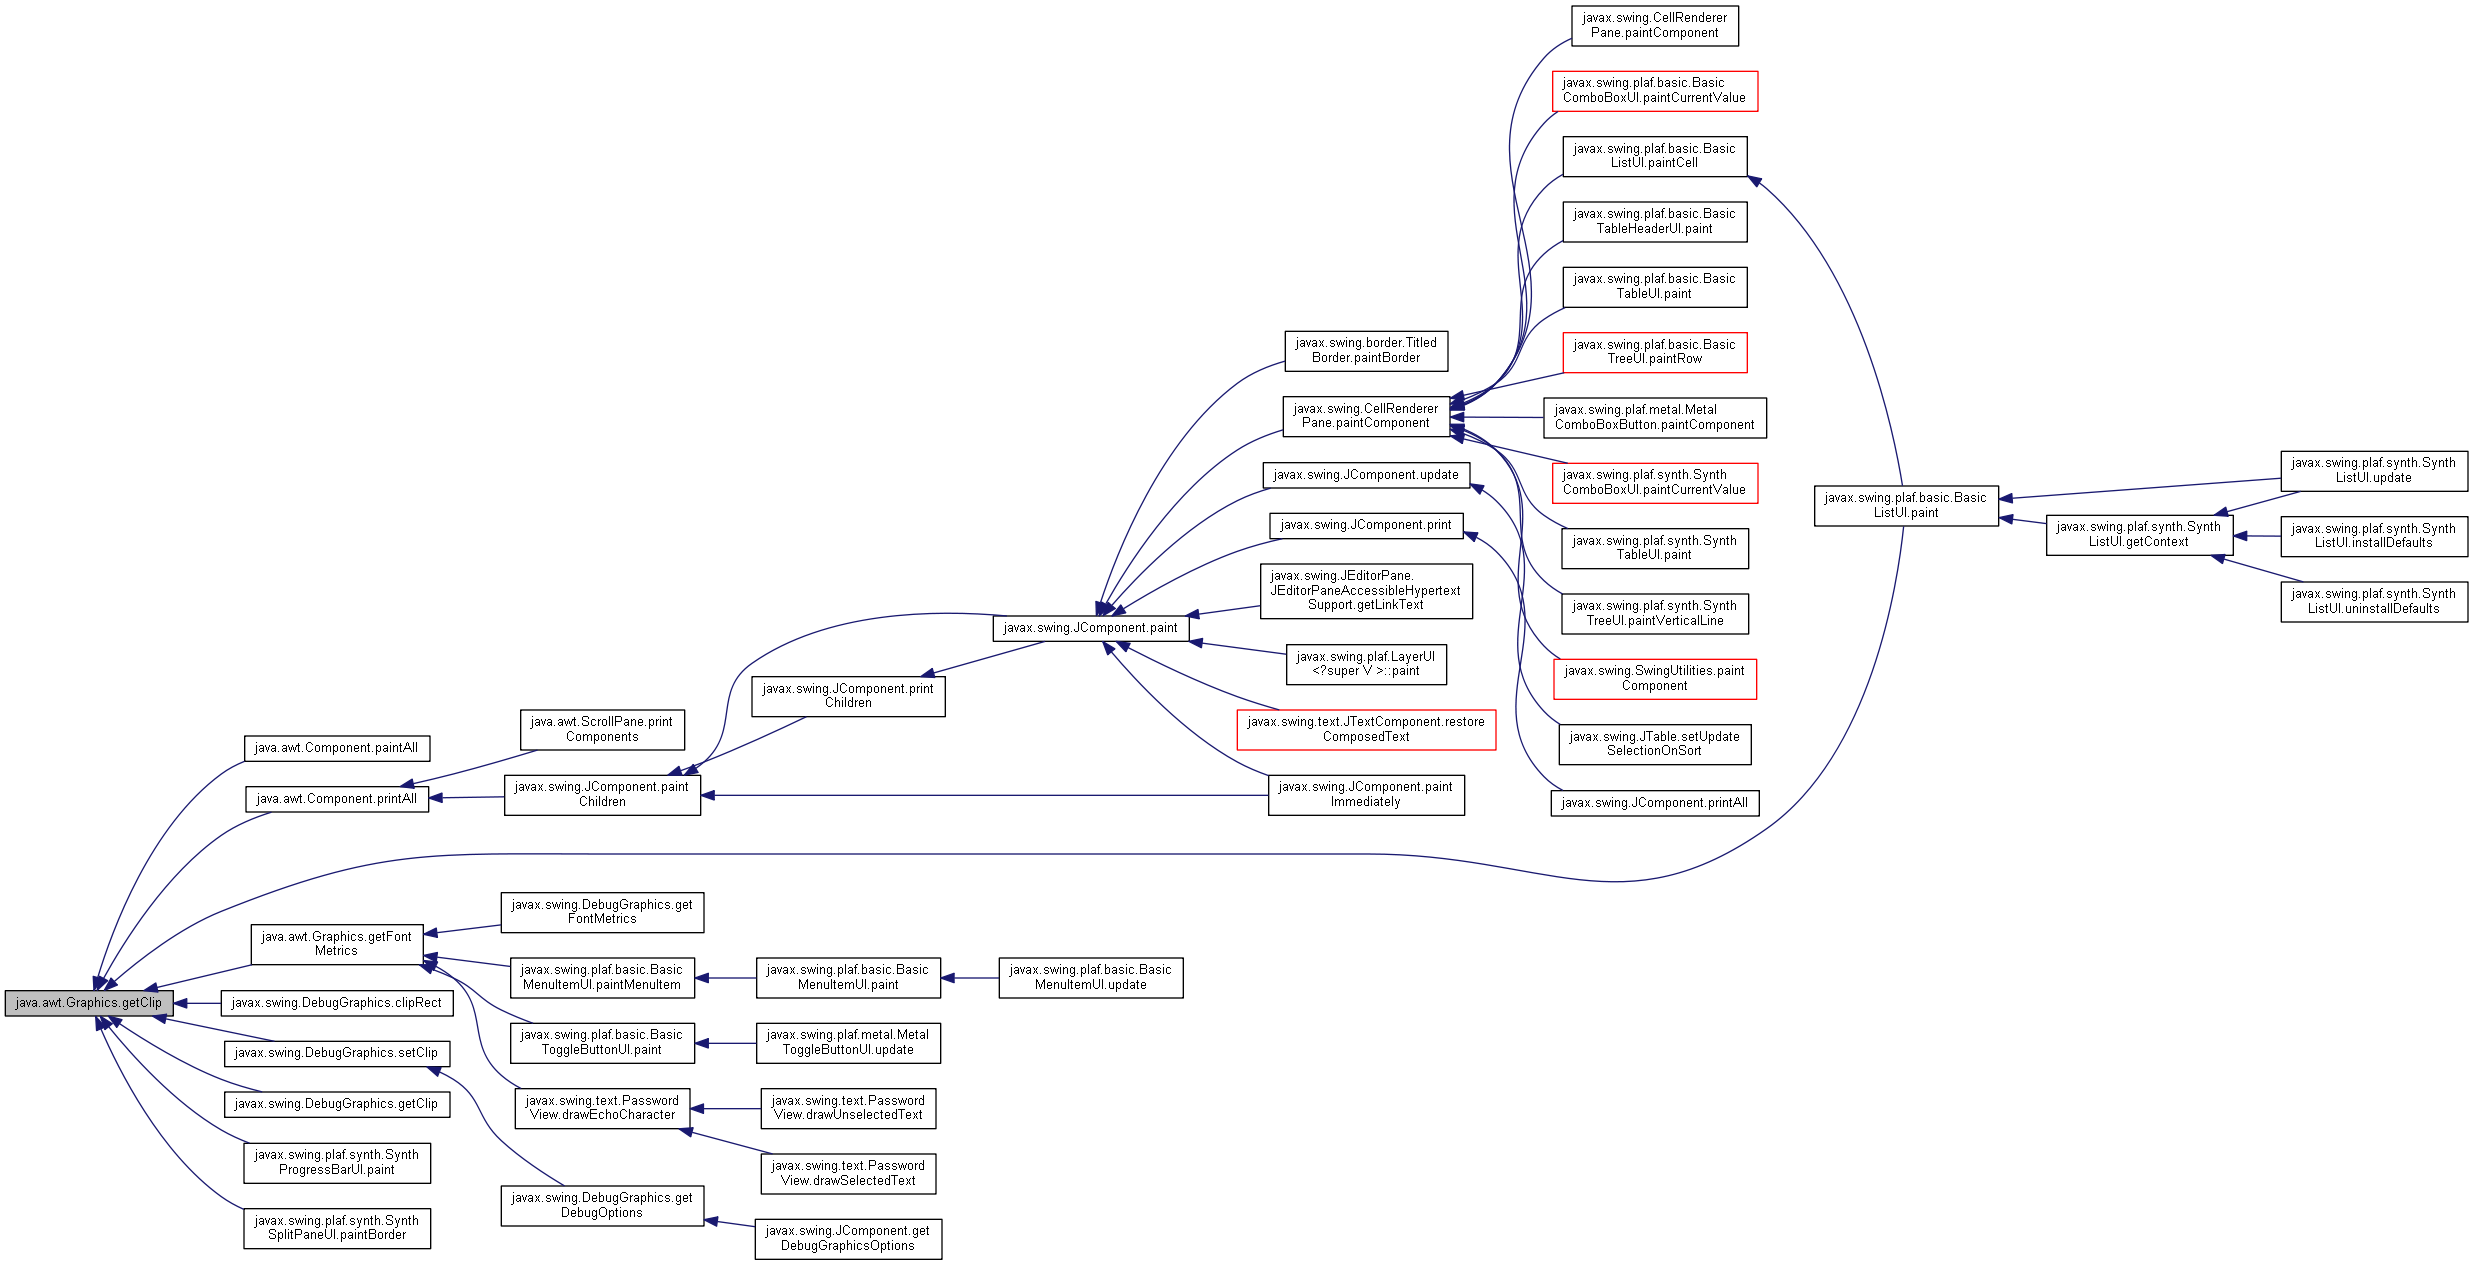 javax.swing.CellRenderer
Pane.paintComponent
javax.swing.plaf.basic.Basic
ComboBoxUI.paintCurrentValue
javax.swing.plaf.basic.Basic
ListUI.paintCell
javax.swing.plaf.basic.Basic
TableHeaderUI.paint
javax.swing.plaf.basic.Basic
TableUI.paint
javax.swing.border.Titled
Border.paintBorder
javax.swing.plaf.basic.Basic
TreeUI.paintRow
javax.swing.CellRenderer
Pane.paintComponent
javax.swing.plaf.metal.Metal
ComboBoxButton.paintComponent
javax.swing.JComponent.update
javax.swing.plaf.synth.Synth
ComboBoxUI.paintCurrentValue
javax.swing.plaf.basic.Basic
ListUI.paint
javax.swing.plaf.synth.Synth
ListUI.update
javax.swing.JComponent.print
javax.swing.plaf.synth.Synth
TableUI.paint
javax.swing.plaf.synth.Synth
ListUI.getContext
javax.swing.plaf.synth.Synth
ListUI.installDefaults
javax.swing.JEditorPane.
JEditorPaneAccessibleHypertext
Support.getLinkText
javax.swing.plaf.synth.Synth
TreeUI.paintVerticalLine
javax.swing.plaf.synth.Synth
ListUI.uninstallDefaults
javax.swing.JComponent.paint
javax.swing.plaf.LayerUI
<?super V >::paint
javax.swing.SwingUtilities.paint
Component
javax.swing.JComponent.print
Children
javax.swing.text.JTextComponent.restore
ComposedText
javax.swing.JTable.setUpdate
SelectionOnSort
java.awt.ScrollPane.print
Components
java.awt.Component.paintAll
java.awt.Component.printAll
javax.swing.JComponent.paint
Children
javax.swing.JComponent.paint
Immediately
javax.swing.JComponent.printAll
javax.swing.DebugGraphics.get
FontMetrics
java.awt.Graphics.getFont
Metrics
javax.swing.plaf.basic.Basic
MenuItemUI.paintMenuItem
javax.swing.plaf.basic.Basic
MenuItemUI.paint
javax.swing.plaf.basic.Basic
MenuItemUI.update
java.awt.Graphics.getClip
javax.swing.DebugGraphics.clipRect
javax.swing.plaf.basic.Basic
ToggleButtonUI.paint
javax.swing.plaf.metal.Metal
ToggleButtonUI.update
javax.swing.DebugGraphics.setClip
javax.swing.DebugGraphics.getClip
javax.swing.text.Password
View.drawEchoCharacter
javax.swing.text.Password
View.drawUnselectedText
javax.swing.plaf.synth.Synth
ProgressBarUI.paint
javax.swing.text.Password
View.drawSelectedText
javax.swing.DebugGraphics.get
DebugOptions
javax.swing.plaf.synth.Synth
SplitPaneUI.paintBorder
javax.swing.JComponent.get
DebugGraphicsOptions